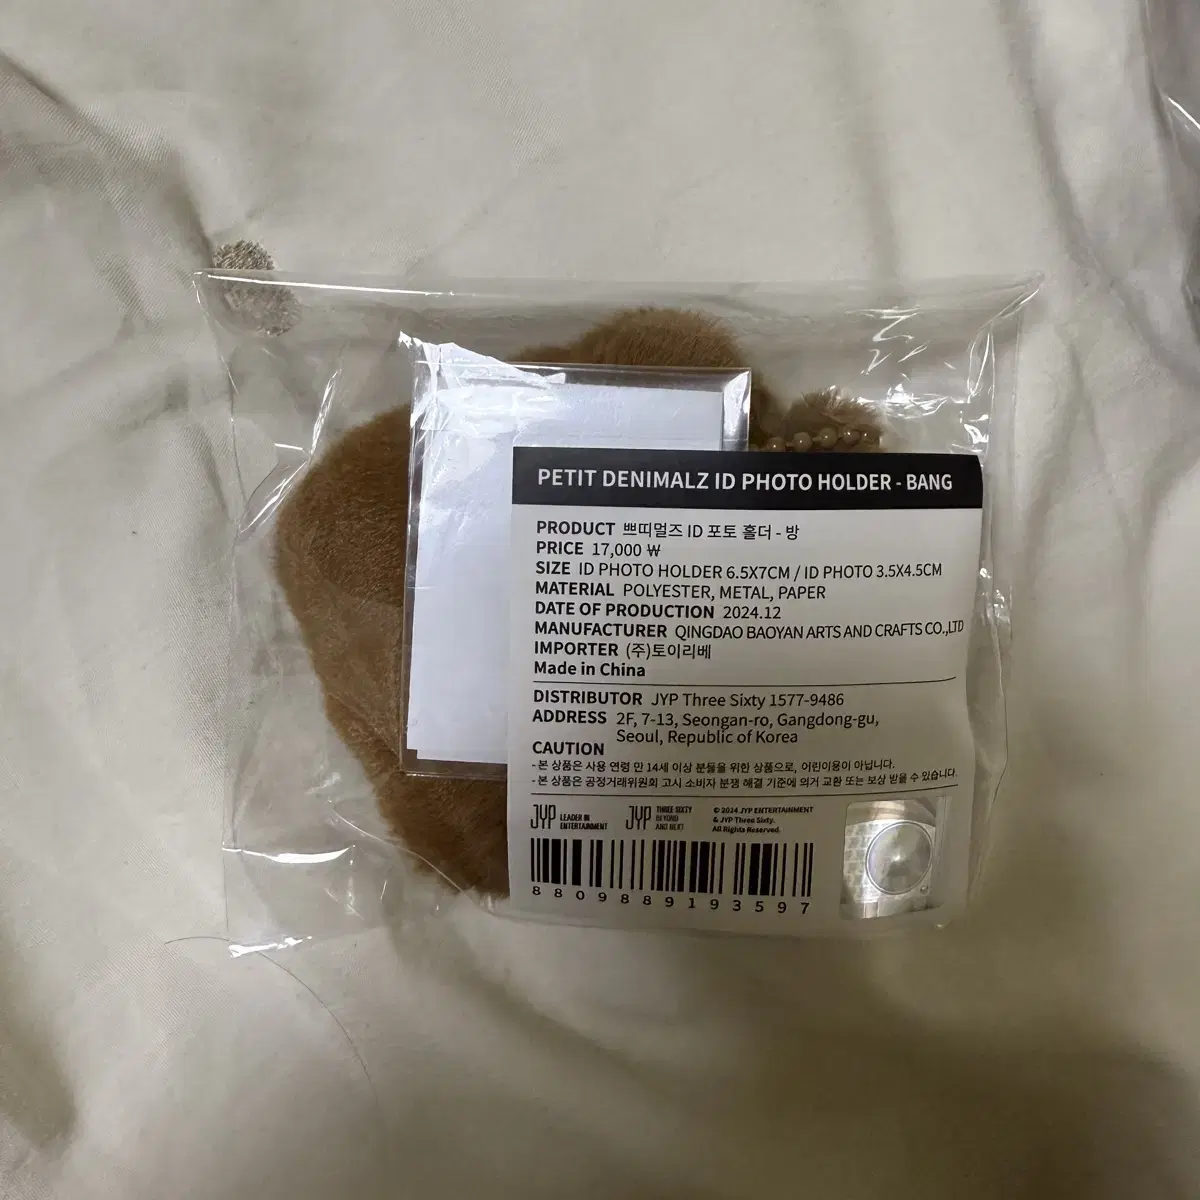 PETIT DENIMALZ ID PHOTO HOLDER - BANG
PRODUCT 쁘띠멀즈 ID 포토 홀더 - 방
PRICE 17,000 ₩
SIZE ID PHOTO HOLDER 6.5X7CM / ID PHOTO 3.5X4.5CM
MATERIAL POLYESTER, METAL, PAPER
DATE OF PRODUCTION 2024.12
MANUFACTURER QINGDAO BAOYAN ARTS AND CRAFTS CO.,LTD
IMPORTER (주)토이리베
Made in China
DISTRIBUTOR JYP Three Sixty 1577-9486
ADDRESS 2F, 7-13, Seongan-ro, Gangdong-gu,
Seoul, Republic of Korea
CAUTION
- 본 상품은 사용 연령 만 14세 이상 분들을 위한 상품으로, 어린이용이 아닙니다.
- 본 상품은 공정거래위원회 고시 소비자 분쟁 해결 기준에 의거 교환 또는 보상 받을 수 있습니다.
JYP LEADER IN
ENTERTAINMENT
JYP THREE SIXTY
BEYOND
AND NEXT
© 2024 JYP ENTERTAINMENT
& JYP Three Sixty.
All Rights Reserved.
8809889193597